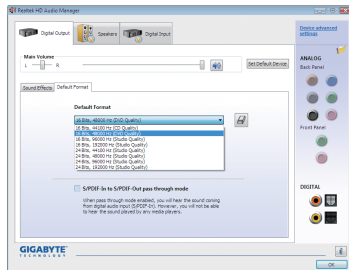 Realtek HD Audio Manager
Digital Output
Speakers
Digital Input
Device advanced settings
Main Volume
L
R
Set Default Device
ANALOG
Back Panel
Sound Effects
Default Format
Default Format
16 Bits, 48000 Hz (DVD Quality)
16 Bits, 44100 Hz (CD Quality)
16 Bits, 48000 Hz (DVD Quality)
16 Bits, 96000 Hz (Studio Quality)
16 Bits, 192000 Hz (Studio Quality)
24 Bits, 44100 Hz (Studio Quality)
24 Bits, 48000 Hz (Studio Quality)
24 Bits, 96000 Hz (Studio Quality)
24 Bits, 192000 Hz (Studio Quality)
Front Panel
S/PDIF-In to S/PDIF-Out pass through mode
When pass through mode enabled, you will hear the sound coming
from digital audio input (S/PDIF-In). However, you will not be able
to hear the sound played by any media players.
DIGITAL
GIGABYTE™
TECHNOLOGY
i
OK